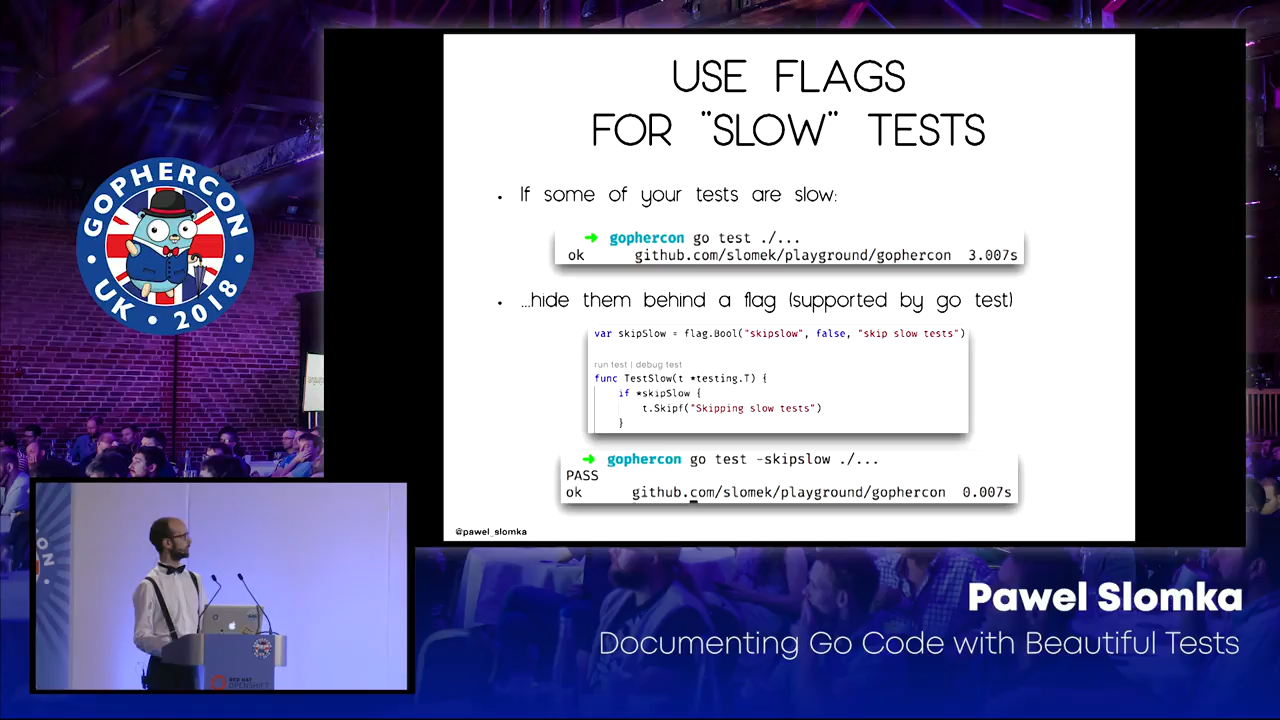 USE FLAGS
FOR "SLOW" TESTS
• If some of your tests are slow:
➜ gophercon go test ./...
ok github.com/slomek/playground/gophercon 3.007s
• ...hide them behind a flag (supported by go test)
var skipSlow = flag.Bool("skipslow", false, "skip slow tests")
run test | debug test
func TestSlow(t *testing.T) {
if *skipSlow {
t.Skipf("Skipping slow tests")
}
➜ gophercon go test -skipslow ./...
PASS
ok github.com/slomek/playground/gophercon 0.007s
@pawel_slomka
GOPHERCON
UK • 2018
RED HAT
OPENSHIFT
Pawel Slomka
Documenting Go Code with Beautiful Tests